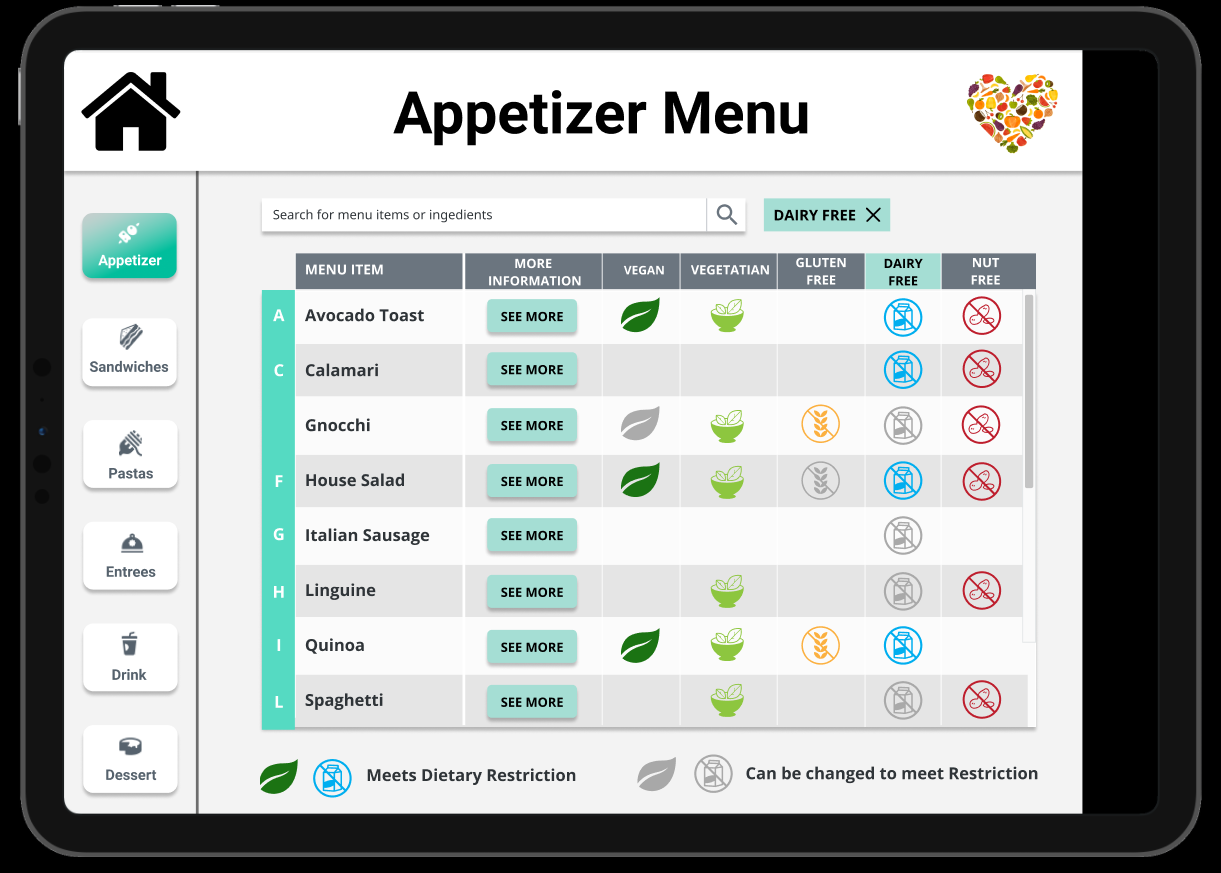 Appetizer Menu
Search for menu items or ingedients
DAIRY FREE
Appetizer
Sandwiches
Pastas
Entrees
Drink
Dessert
MENU ITEM
MORE
INFORMATION
VEGAN
VEGETATIAN
GLUTEN
FREE
DAIRY
FREE
NUT
FREE
A Avocado Toast SEE MORE
C Calamari SEE MORE
Gnocchi SEE MORE
F House Salad SEE MORE
G Italian Sausage SEE MORE
H Linguine SEE MORE
I Quinoa SEE MORE
L Spaghetti SEE MORE
Meets Dietary Restriction
Can be changed to meet Restriction